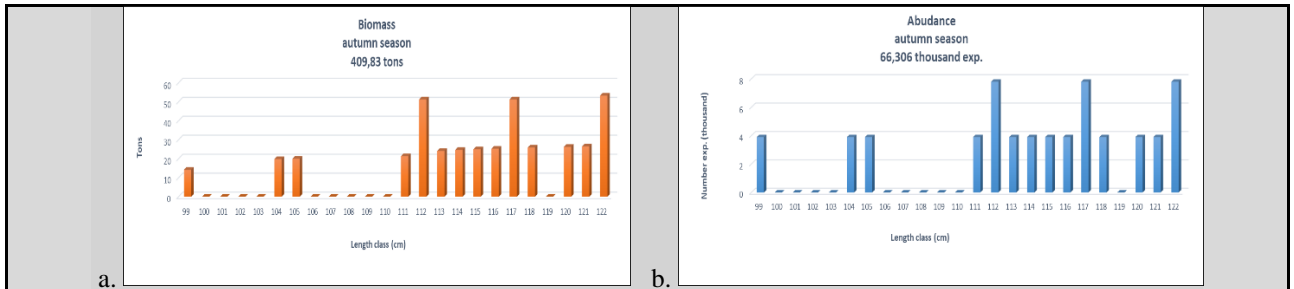 Biomass
autumn season
409,83 tons
60
50
40
30
20
10
0
Tons
99 100 101 102 103 104 105 106 107 108 109 110 111 112 113 114 115 116 117 118 119 120 121 122
Length class (cm)
a.
Abudance
autumn season
66,306 thousand exp.
8
6
4
2
0
Number exp. (thousand)
99 100 101 102 103 104 105 106 107 108 109 110 111 112 113 114 115 116 117 118 119 120 121 122
Length class (cm)
b.